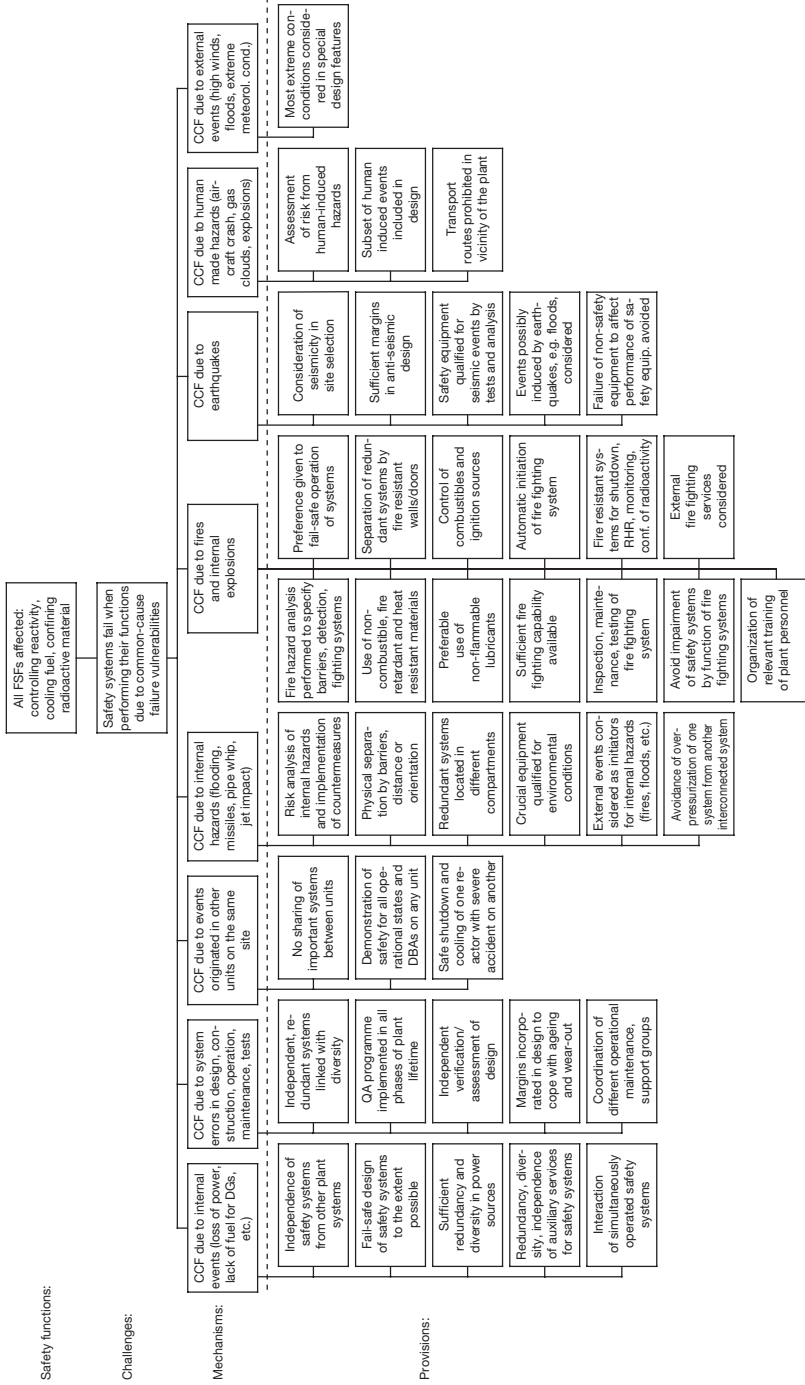 Safety functions:
All FSFs affected:
controlling reactivity,
cooling fuel, confining
radioactive material
Challenges:
Safety systems fail when
performing their functions
due to common-cause
failure vulnerabilities
Mechanisms:
CCF due to internal
events (loss of power,
lack of fuel for DGs,
etc.)
CCF due to system
errors in design, con-
struction, operation,
maintenance, tests
CCF due to events
originated in other
units on the same
site
CCF due to internal
hazards (flooding,
missiles, pipe whip,
jet impact)
CCF due to fires
and internal
explosions
CCF due to
earthquakes
CCF due to human
made hazards (air-
craft crash, gas
clouds, explosions)
CCF due to external
events (high winds,
floods, extreme
meteorol. cond.)
Provisions:
Independence of
safety systems
from other plant
systems
Fail-safe design
of safety systems
to the extent
possible
Sufficient
redundancy and
diversity in power
sources
Redundancy, diver-
sity, independence
of auxiliary services
for safety systems
Interaction
of simultaneously
operated safety
systems
Independent, re-
dundant systems
linked with
diversity
QA programme
implemented in all
phases of plant
lifetime
Independent
verification/
assessment of
design
Margins incorpo-
rated in design to
cope with ageing
and wear-out
Coordination of
different operational
maintenance,
support groups
No sharing of
important systems
between units
Demonstration of
safety for all ope-
rational states and
DBAs on any unit
Safe shutdown and
cooling of one re-
actor with severe
accident on another
Risk analysis of
internal hazards
and implementation
of countermeasures
Physical separa-
tion by barriers,
distance or
orientation
Redundant systems
located in
different
compartments
Crucial equipment
qualified for
environmental
conditions
External events con-
sidered as initiators
for internal hazards
(fires, floods, etc.)
Avoidance of over-
pressurization of one
system from another
interconnected system
Fire hazard analysis
performed to specify
barriers, detection,
fighting systems
Use of non-
combustible, fire
retardant and heat
resistant materials
Preferable
use of
non-flammable
lubricants
Sufficient fire
fighting capability
available
Inspection, mainte-
nance, testing of
fire fighting
system
Avoid impairment
of safety systems
by function of fire
fighting systems
Organization of
relevant training
of plant personnel
Preference given to
fail-safe operation
of systems
Separation of redun-
dant systems by
fire resistant
walls/doors
Control of
combustibles and
ignition sources
Automatic initiation
of fire fighting
system
Fire resistant sys-
tems for shutdown,
RHR, monitoring,
conf. of radioactivity
External
fire fighting
services
considered
Consideration of
seismicity in
site selection
Sufficient margins
in anti-seismic
design
Safety equipment
qualified for
seismic events by
tests and analysis
Events possibly
induced by earth-
quakes, e.g. floods,
considered
Failure of non-safety
equipment to affect
performance of sa-
fety equip. avoided
Assessment
of risk from
human-induced
hazards
Subset of human
induced events
included in
design
Transport
routes prohibited in
vicinity of the plant
Most extreme con-
ditions conside-
red in special
design features